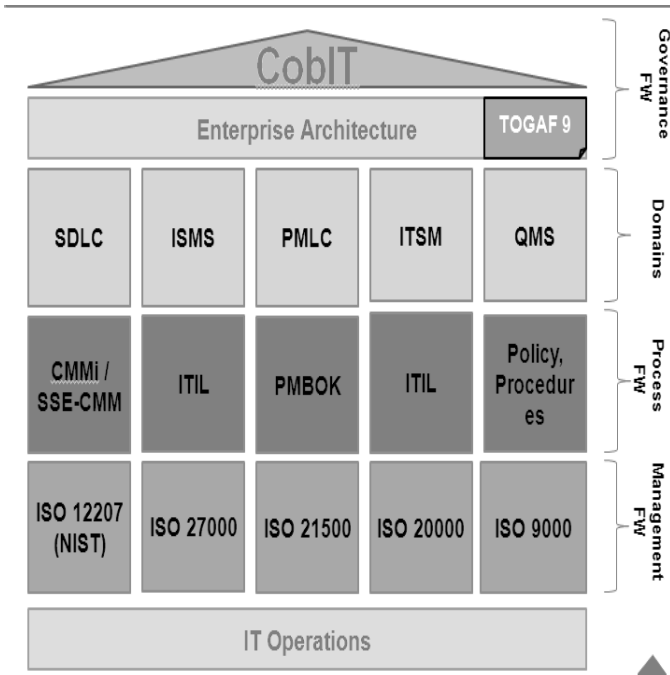 CobIT
Governance
FW
Enterprise Architecture
TOGAF 9
SDLC
ISMS
PMLC
ITSM
QMS
Domains
CMMi /
SSE-CMM
ITIL
PMBOK
ITIL
Policy,
Procedur
es
Process
FW
ISO 12207
(NIST)
ISO 27000
ISO 21500
ISO 20000
ISO 9000
Management
FW
IT Operations